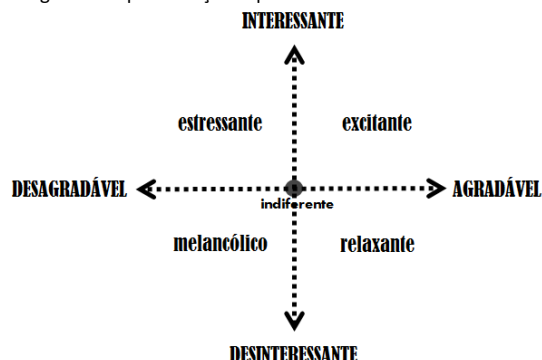 INTERESSANTE
estressante excitante
DESAGRADÁVEL AGRADÁVEL
indiferente
melancólico relaxante
DESINTERESSANTE